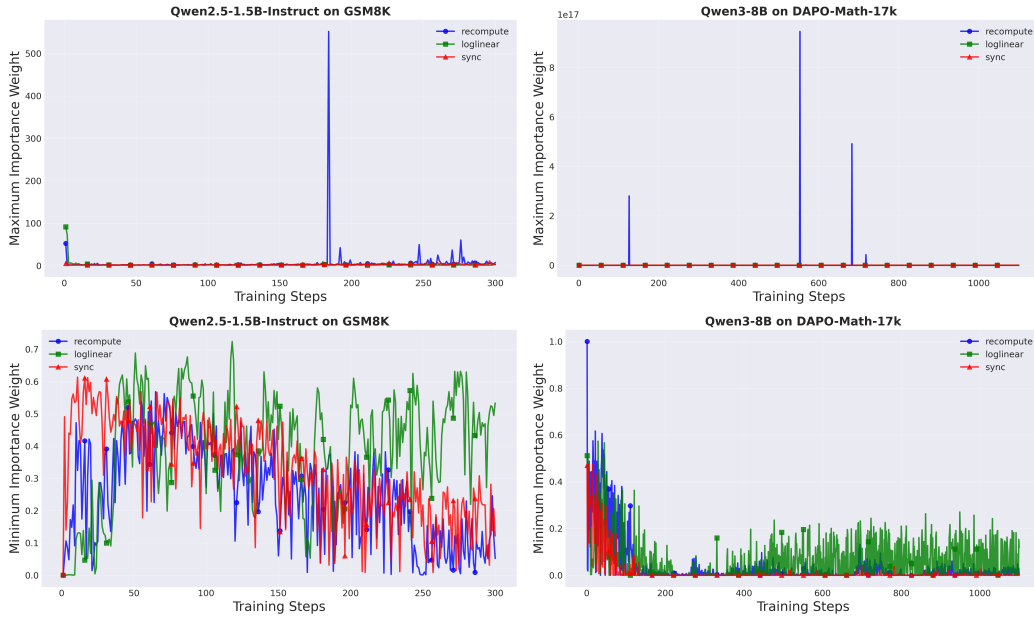 Qwen2.5-1.5B-Instruct on GSM8K
Maximum Importance Weight
500
400
300
200
100
0
recompute
loglinear
sync
0 50 100 150 200 250 300
Training Steps
Qwen3-8B on DAPO-Math-17k
1e17
Maximum Importance Weight
8
6
4
2
0
recompute
loglinear
sync
0 200 400 600 800 1000
Training Steps
Qwen2.5-1.5B-Instruct on GSM8K
Minimum Importance Weight
0.7
0.6
0.5
0.4
0.3
0.2
0.1
0.0
recompute
loglinear
sync
0 50 100 150 200 250 300
Training Steps
Qwen3-8B on DAPO-Math-17k
Minimum Importance Weight
1.0
0.8
0.6
0.4
0.2
0.0
recompute
loglinear
sync
0 200 400 600 800 1000
Training Steps